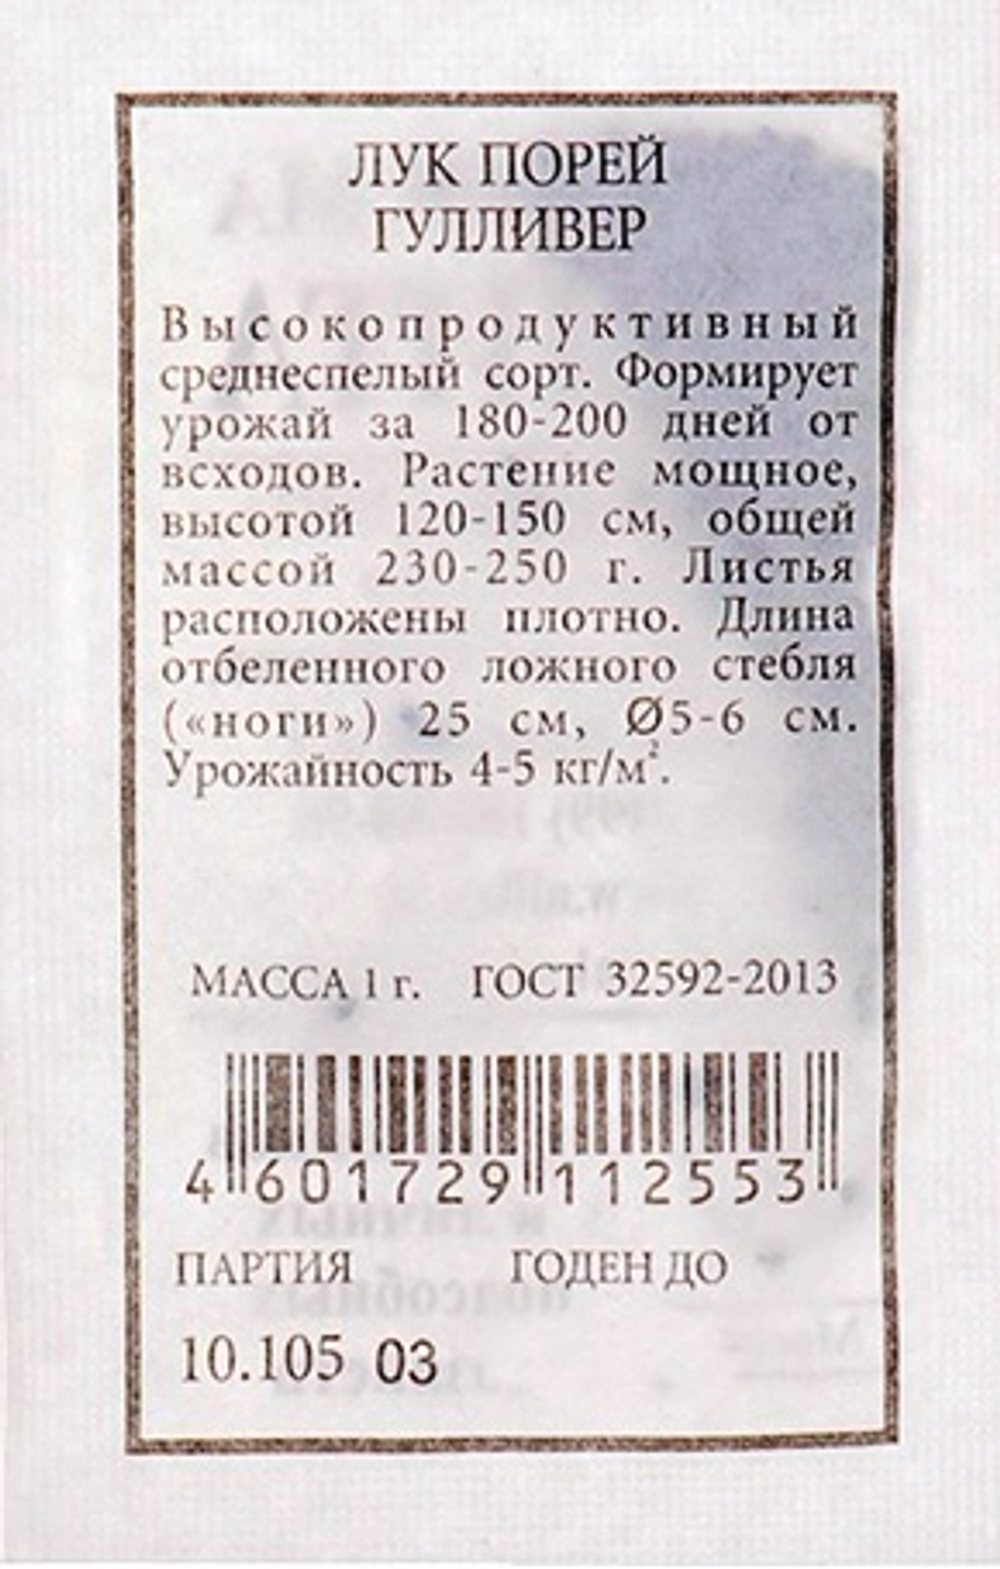 ЛУК ПОРЕЙ
ГУЛЛИВЕР
Высокопродуктивный
среднеспелый сорт. Формирует
урожай за 180-200 дней от
всходов. Растение мощное,
высотой 120-150 см, общей
массой 230-250 г. Листья
расположены плотно. Длина
отбеленного ложного стебля
(«ноги») 25 см, Ø5-6 см.
Урожайность 4-5 кг/м².
МАССА 1 г. ГОСТ 32592-2013
4 601729 112553
ПАРТИЯ ГОДЕН ДО
10.105 03